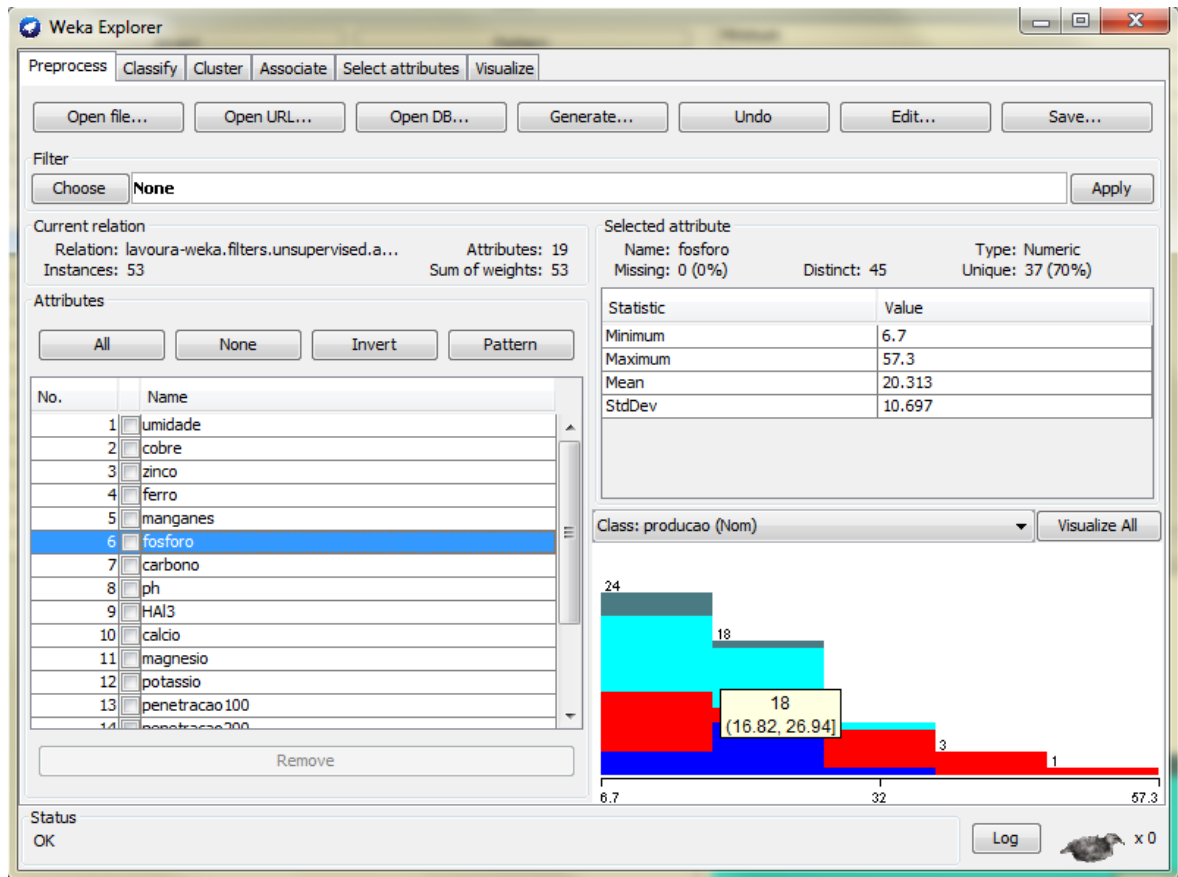 Weka Explorer
Preprocess Classify Cluster Associate Select attributes Visualize
Open file... Open URL... Open DB... Generate... Undo Edit... Save...
Filter
Choose None Apply
Current relation
Relation: lavoura-weka.filters.unsupervised.a... Attributes: 19
Instances: 53 Sum of weights: 53
Attributes
All None Invert Pattern
No. Name
1 umidade
2 cobre
3 zinco
4 ferro
5 manganes
6 fosforo
7 carbono
8 ph
9 HAl3
10 calcio
11 magnesio
12 potassio
13 penetracao100
14 penetracao200
Remove
Selected attribute
Name: fosforo Type: Numeric
Missing: 0 (0%) Distinct: 45 Unique: 37 (70%)
Statistic Value
Minimum 6.7
Maximum 57.3
Mean 20.313
StdDev 10.697
Class: producao (Nom) Visualize All
24
18
18
(16.82, 26.94]
3
1
6.7 32 57.3
Status
OK
Log x 0